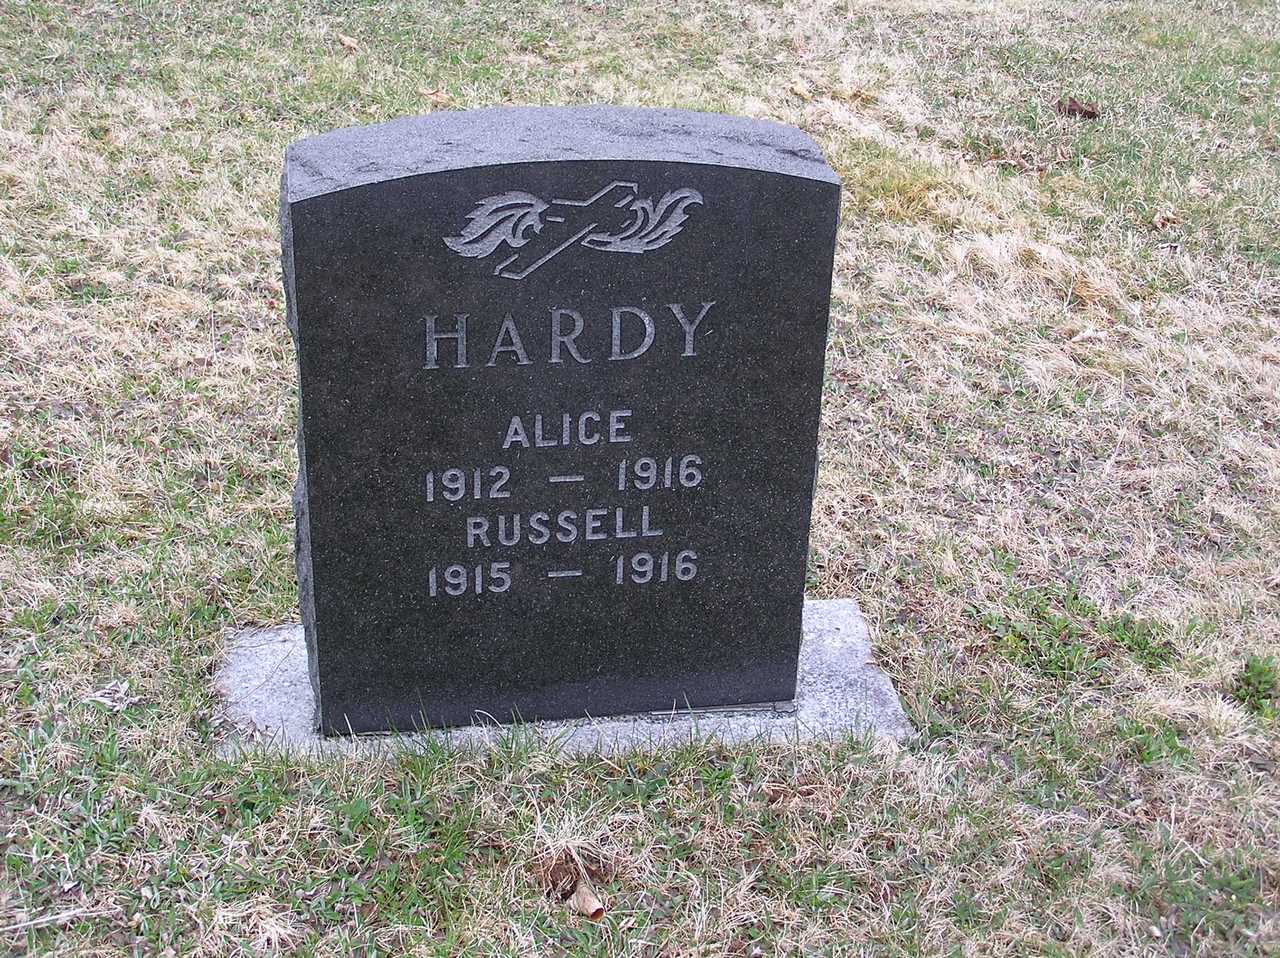 HARDY
ALICE
1912 — 1916
RUSSELL
1915 — 1916